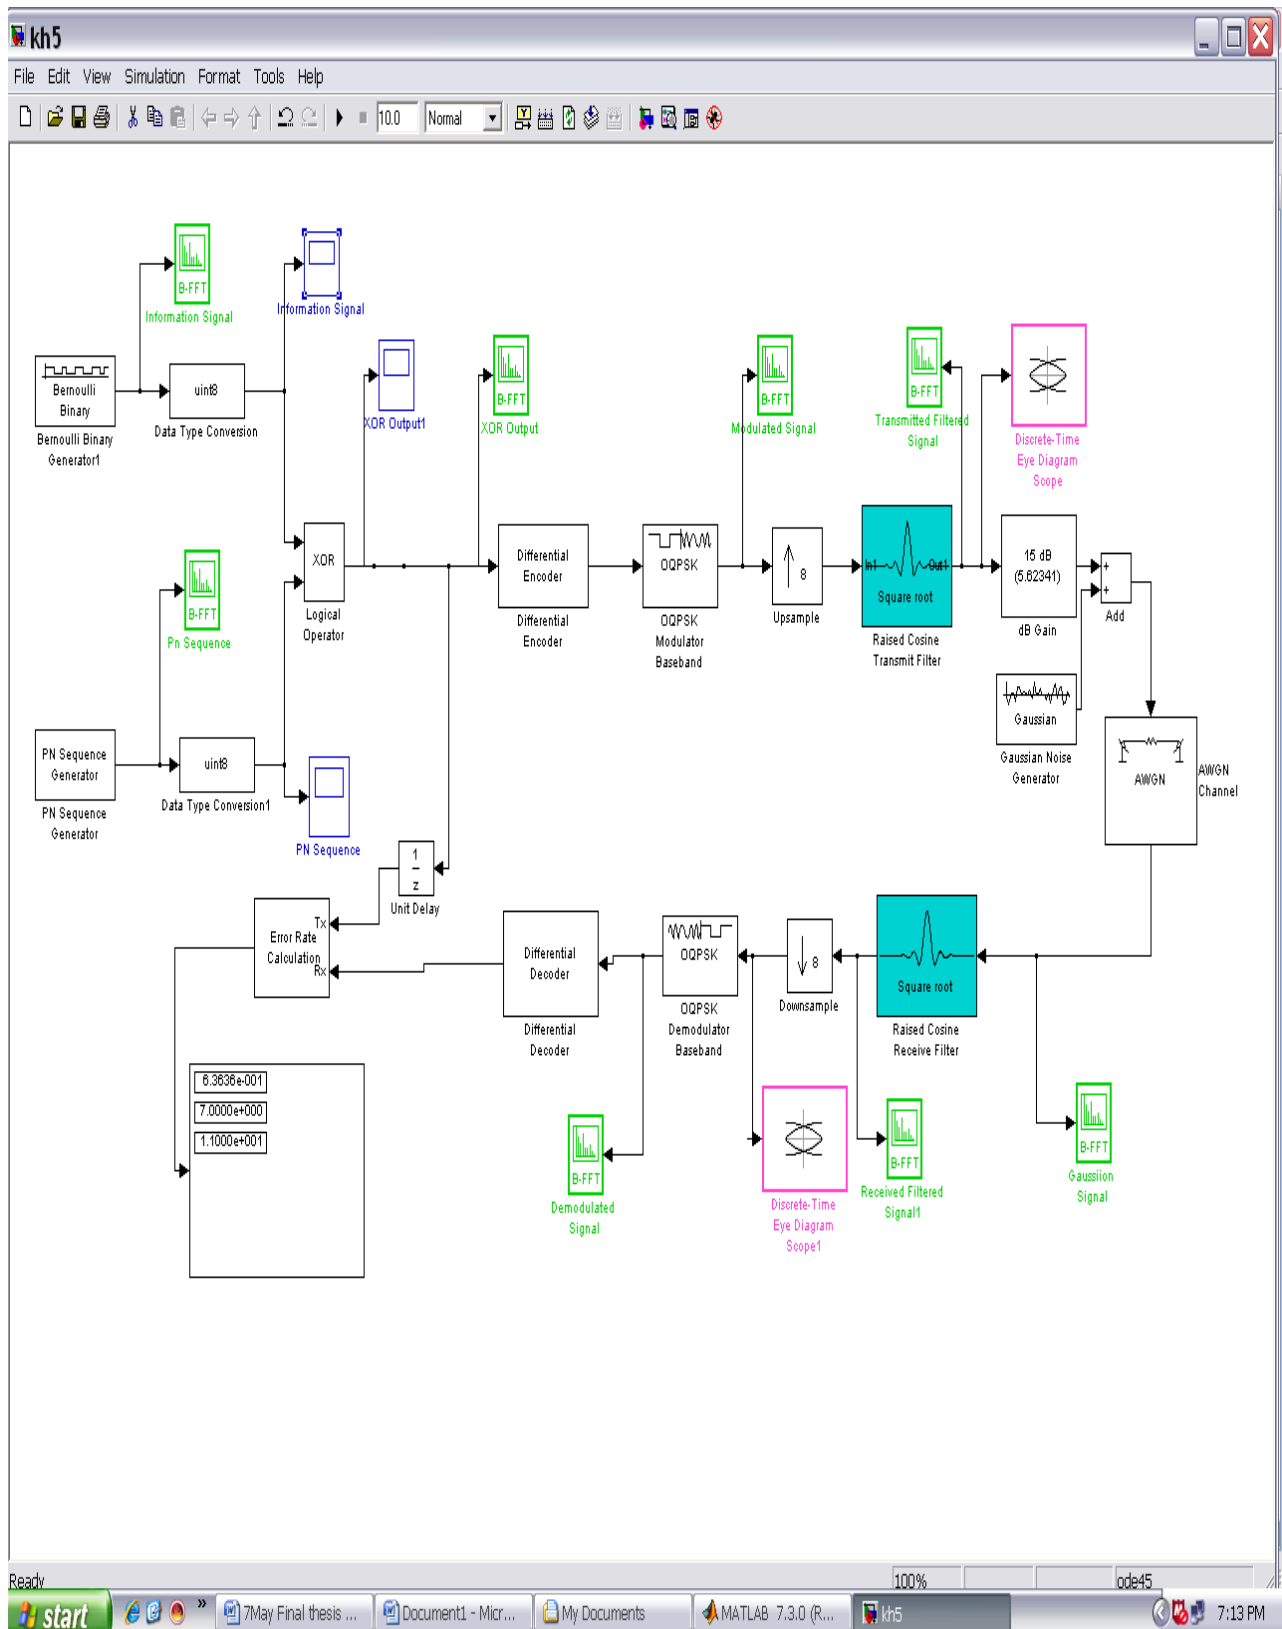 kh5
File Edit View Simulation Format Tools Help
10.0 Normal
B-FFT
Information Signal
Information Signal
Bernoulli
Binary
Bernoulli Binary
Generator1
uint8
Data Type Conversion
XOR Output1
B-FFT
XOR Output
B-FFT
Modulated Signal
B-FFT
Transmitted Filtered
Signal
Discrete-Time
Eye Diagram
Scope
B-FFT
Pn Sequence
XOR
Logical
Operator
Differential
Encoder
Differential
Encoder
OQPSK
OQPSK
Modulator
Baseband
8
Upsample
In1 Out1
Square root
Raised Cosine
Transmit Filter
15 dB
(5.62341)
dB Gain
+
+
Add
Gaussian
Gaussian Noise
Generator
PN Sequence
Generator
PN Sequence
Generator
uint8
Data Type Conversion1
PN Sequence
AWGN
AWGN
Channel
1
z
Unit Delay
Tx
Error Rate
Calculation
Rx
Differential
Decoder
Differential
Decoder
OQPSK
OQPSK
Demodulator
Baseband
8
Downsample
Square root
Raised Cosine
Receive Filter
6.3636e-001
7.0000e+000
1.1000e+001
B-FFT
Demodulated
Signal
Discrete-Time
Eye Diagram
Scope1
B-FFT
Received Filtered
Signal1
B-FFT
Gaussiion
Signal
Ready 100% ode45
start » 7May Final thesis ... Document1 - Micr... My Documents MATLAB 7.3.0 (R... kh5 7:13 PM